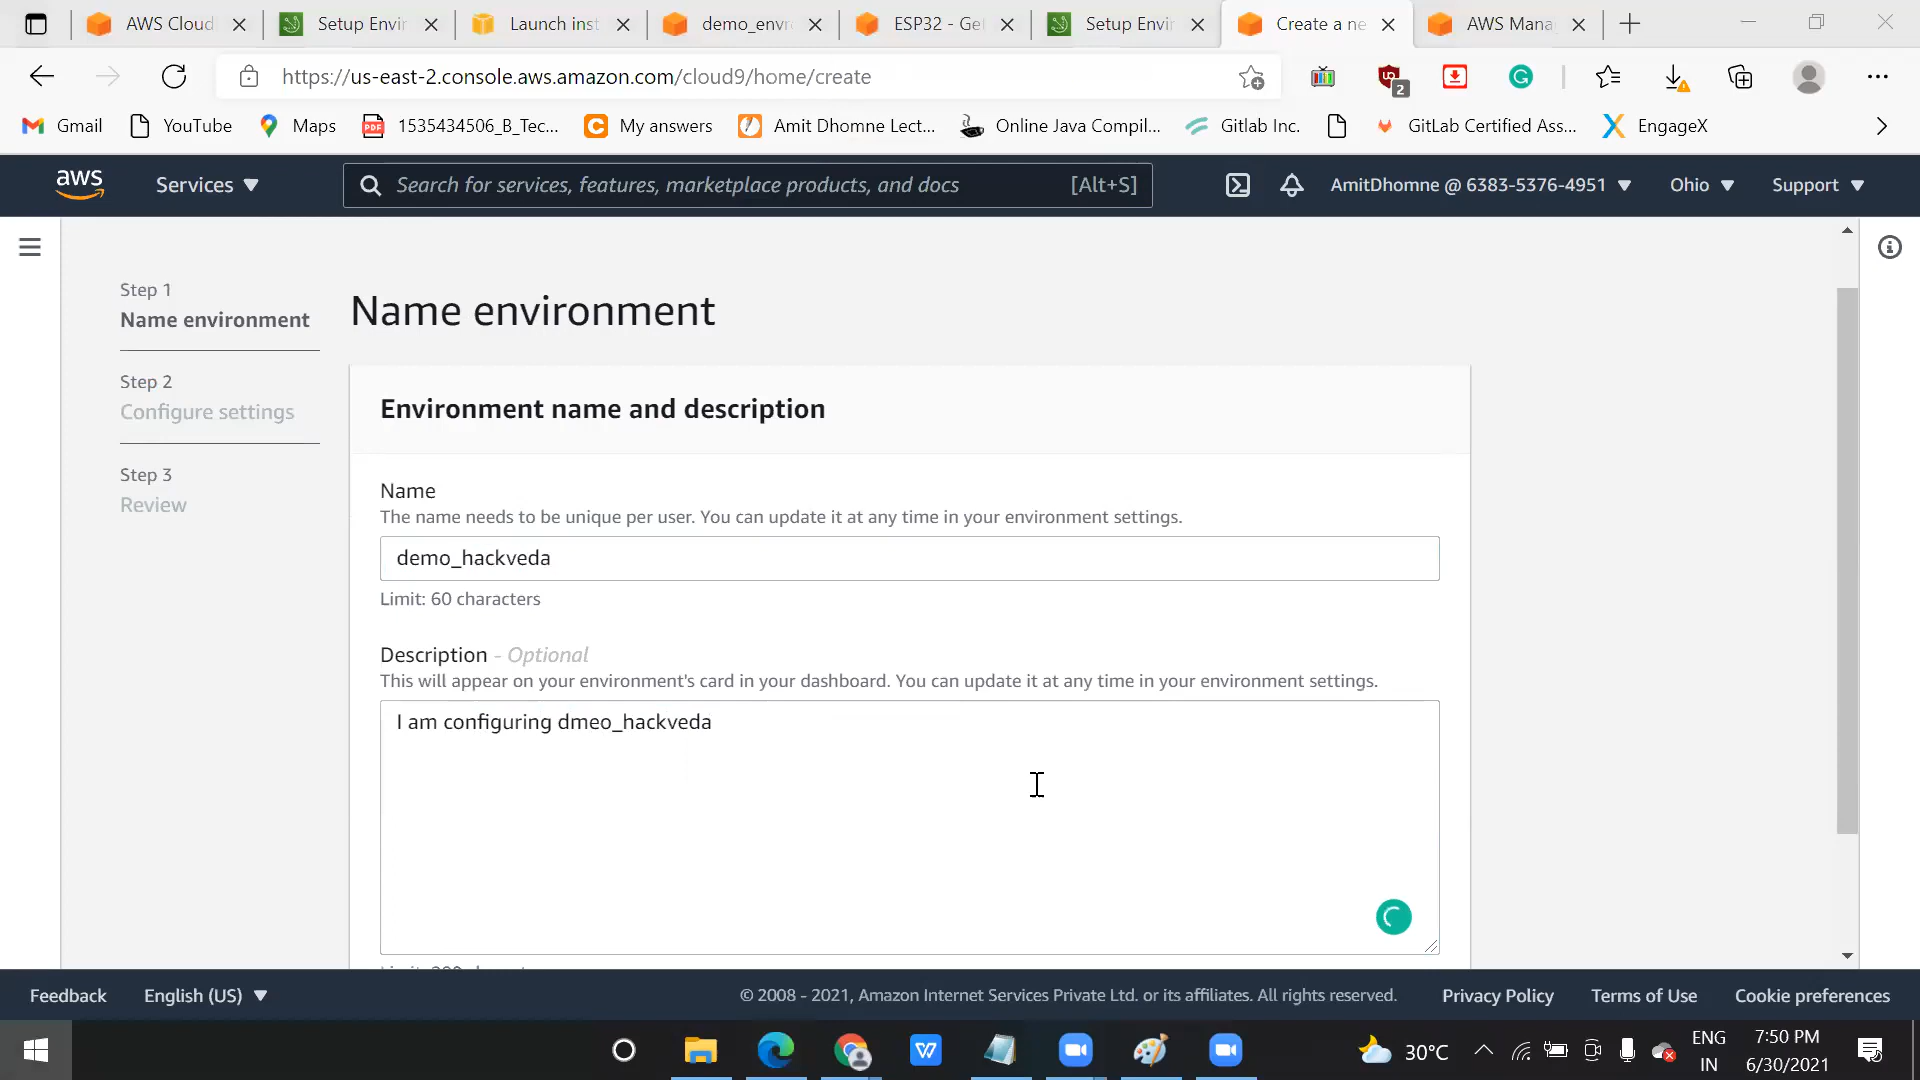 AWS Cloud
Setup Envir
Launch inst
demo_envro
ESP32 - Ge
Setup Envir
Create a ne
AWS Mana
https://us-east-2.console.aws.amazon.com/cloud9/home/create
2
Gmail
YouTube
Maps
1535434506_B_Tec...
My answers
Amit Dhomne Lect...
Online Java Compil...
Gitlab Inc.
GitLab Certified Ass...
EngageX
aws
Services
Search for services, features, marketplace products, and docs
[Alt+S]
AmitDhomne @ 6383-5376-4951
Ohio
Support
Step 1
Name environment
Step 2
Configure settings
Step 3
Review
Name environment
Environment name and description
Name
The name needs to be unique per user. You can update it at any time in your environment settings.
demo_hackveda
Limit: 60 characters
Description - Optional
This will appear on your environment's card in your dashboard. You can update it at any time in your environment settings.
I am configuring dmeo_hackveda
Feedback
English (US)
© 2008 - 2021, Amazon Internet Services Private Ltd. or its affiliates. All rights reserved.
Privacy Policy
Terms of Use
Cookie preferences
30°C
ENG
IN
7:50 PM
6/30/2021